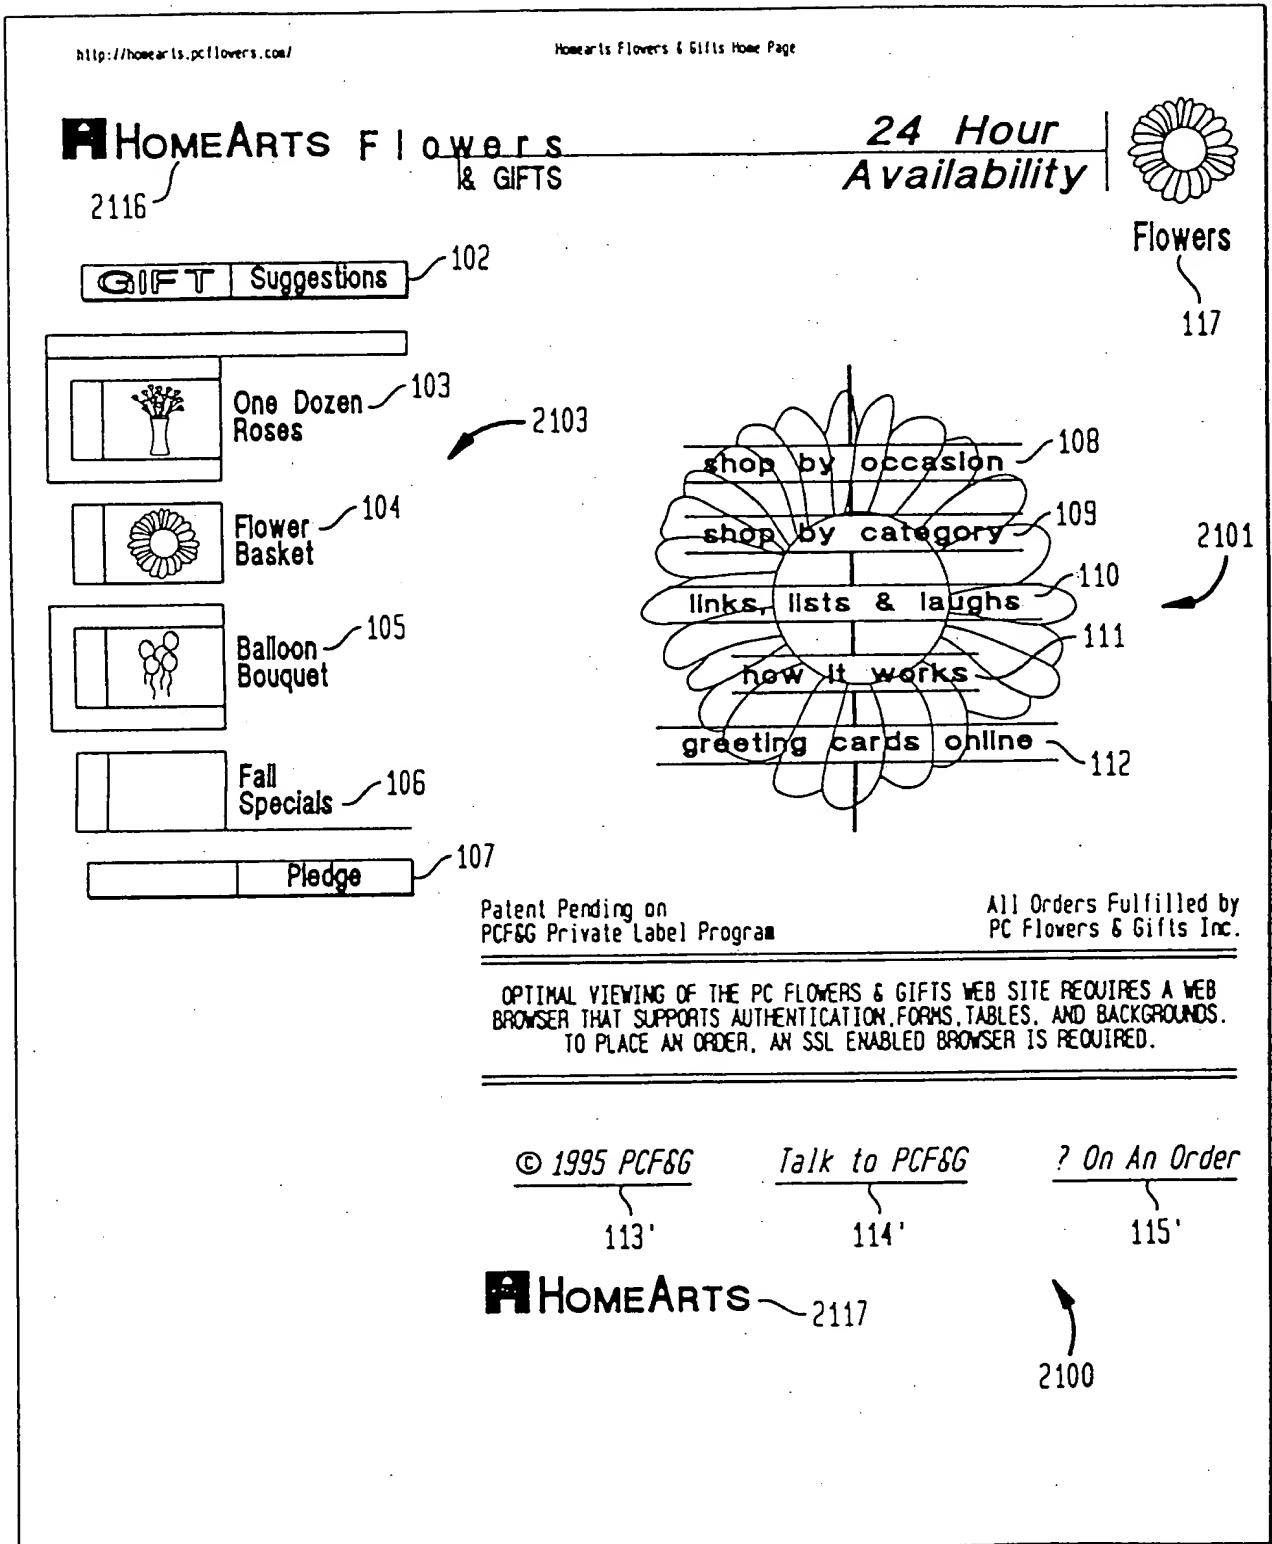 http://homearts.pcflowers.com/
Homearts Flowers & Gifts Home Page
HOMEARTS Flowers
& GIFTS
24 Hour
Availability
2116
Flowers
117
GIFT Suggestions
102
One Dozen
Roses
103
2103
Flower
Basket
104
Balloon
Bouquet
105
Fall
Specials
106
Pledge
107
shop by occasion
108
shop by category
109
2101
links, lists & laughs
110
how it works
111
greeting cards online
112
Patent Pending on
PCF&G Private Label Program
All Orders Fulfilled by
PC Flowers & Gifts Inc.
OPTIMAL VIEWING OF THE PC FLOWERS & GIFTS WEB SITE REQUIRES A WEB
BROWSER THAT SUPPORTS AUTHENTICATION,FORMS,TABLES, AND BACKGROUNDS.
TO PLACE AN ORDER, AN SSL ENABLED BROWSER IS REQUIRED.
© 1995 PCF&G
Talk to PCF&G
? On An Order
113'
114'
115'
HOMEARTS
2117
2100